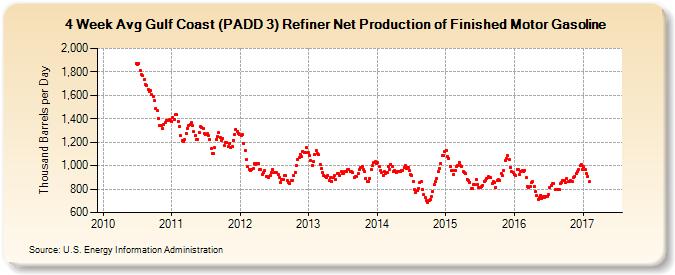 4 Week Avg Gulf Coast (PADD 3) Refiner Net Production of Finished Motor Gasoline
Thousand Barrels per Day
2,000
1,800
1,600
1,400
1,200
1,000
800
600
2010 2011 2012 2013 2014 2015 2016 2017
Source: U.S. Energy Information Administration